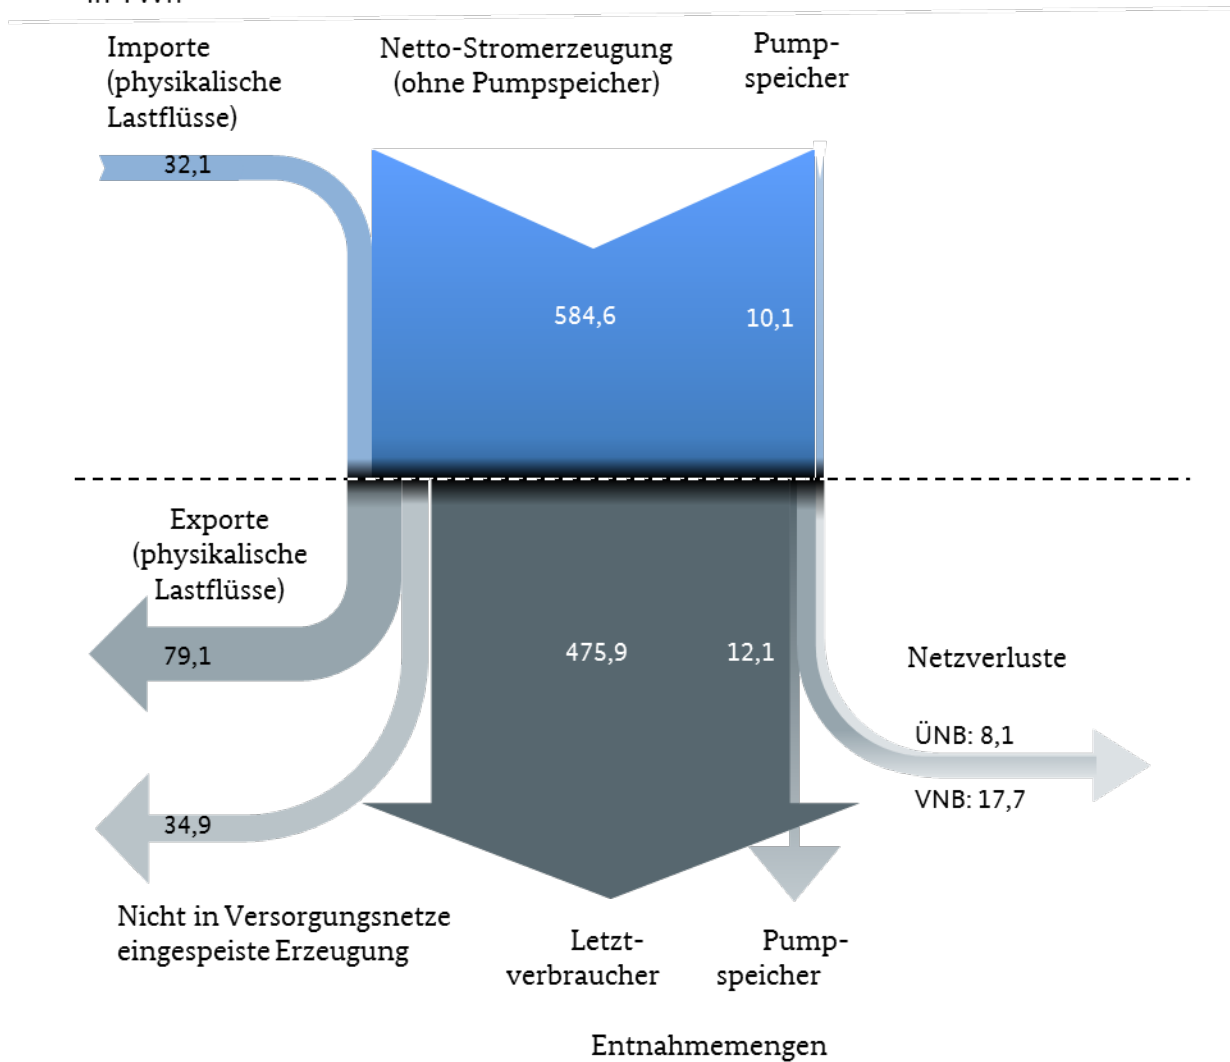 Importe
(physikalische
Lastflüsse)
Netto-Stromerzeugung
(ohne Pumpspeicher)
Pump-
speicher
32,1
584,6
10,1
Exporte
(physikalische
Lastflüsse)
79,1
475,9
12,1
Netzverluste
ÜNB: 8,1
VNB: 17,7
34,9
Nicht in Versorgungsnetze
eingespeiste Erzeugung
Letzt-
verbraucher
Pump-
speicher
Entnahmemengen